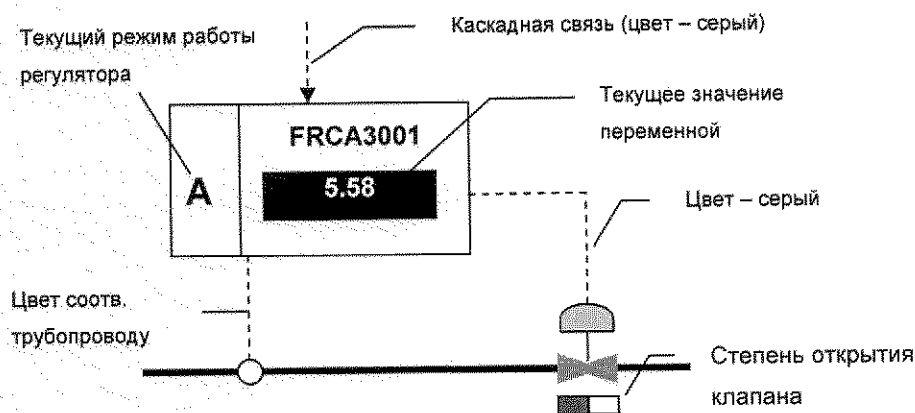 Текущий режим работы
регулятора
Каскадная связь (цвет – серый)
Текущее значение
переменной
FRCA3001
A
5.58
Цвет – серый
Цвет соотв.
трубопроводу
Степень открытия
клапана